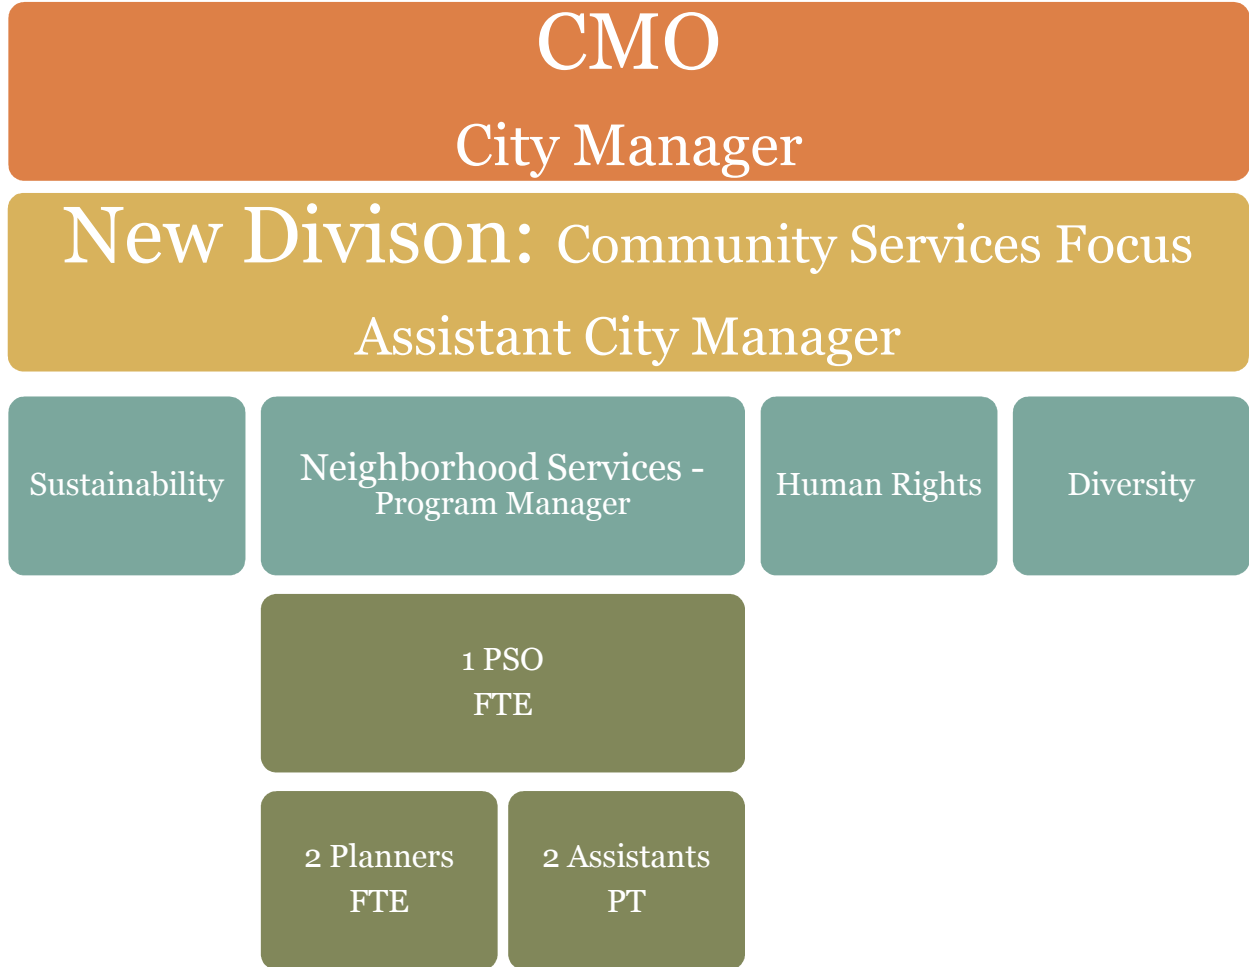 CMO
City Manager
New Divison: Community Services Focus
Assistant City Manager
Sustainability
Neighborhood Services -
Program Manager
Human Rights
Diversity
1 PSO
FTE
2 Planners
FTE
2 Assistants
PT